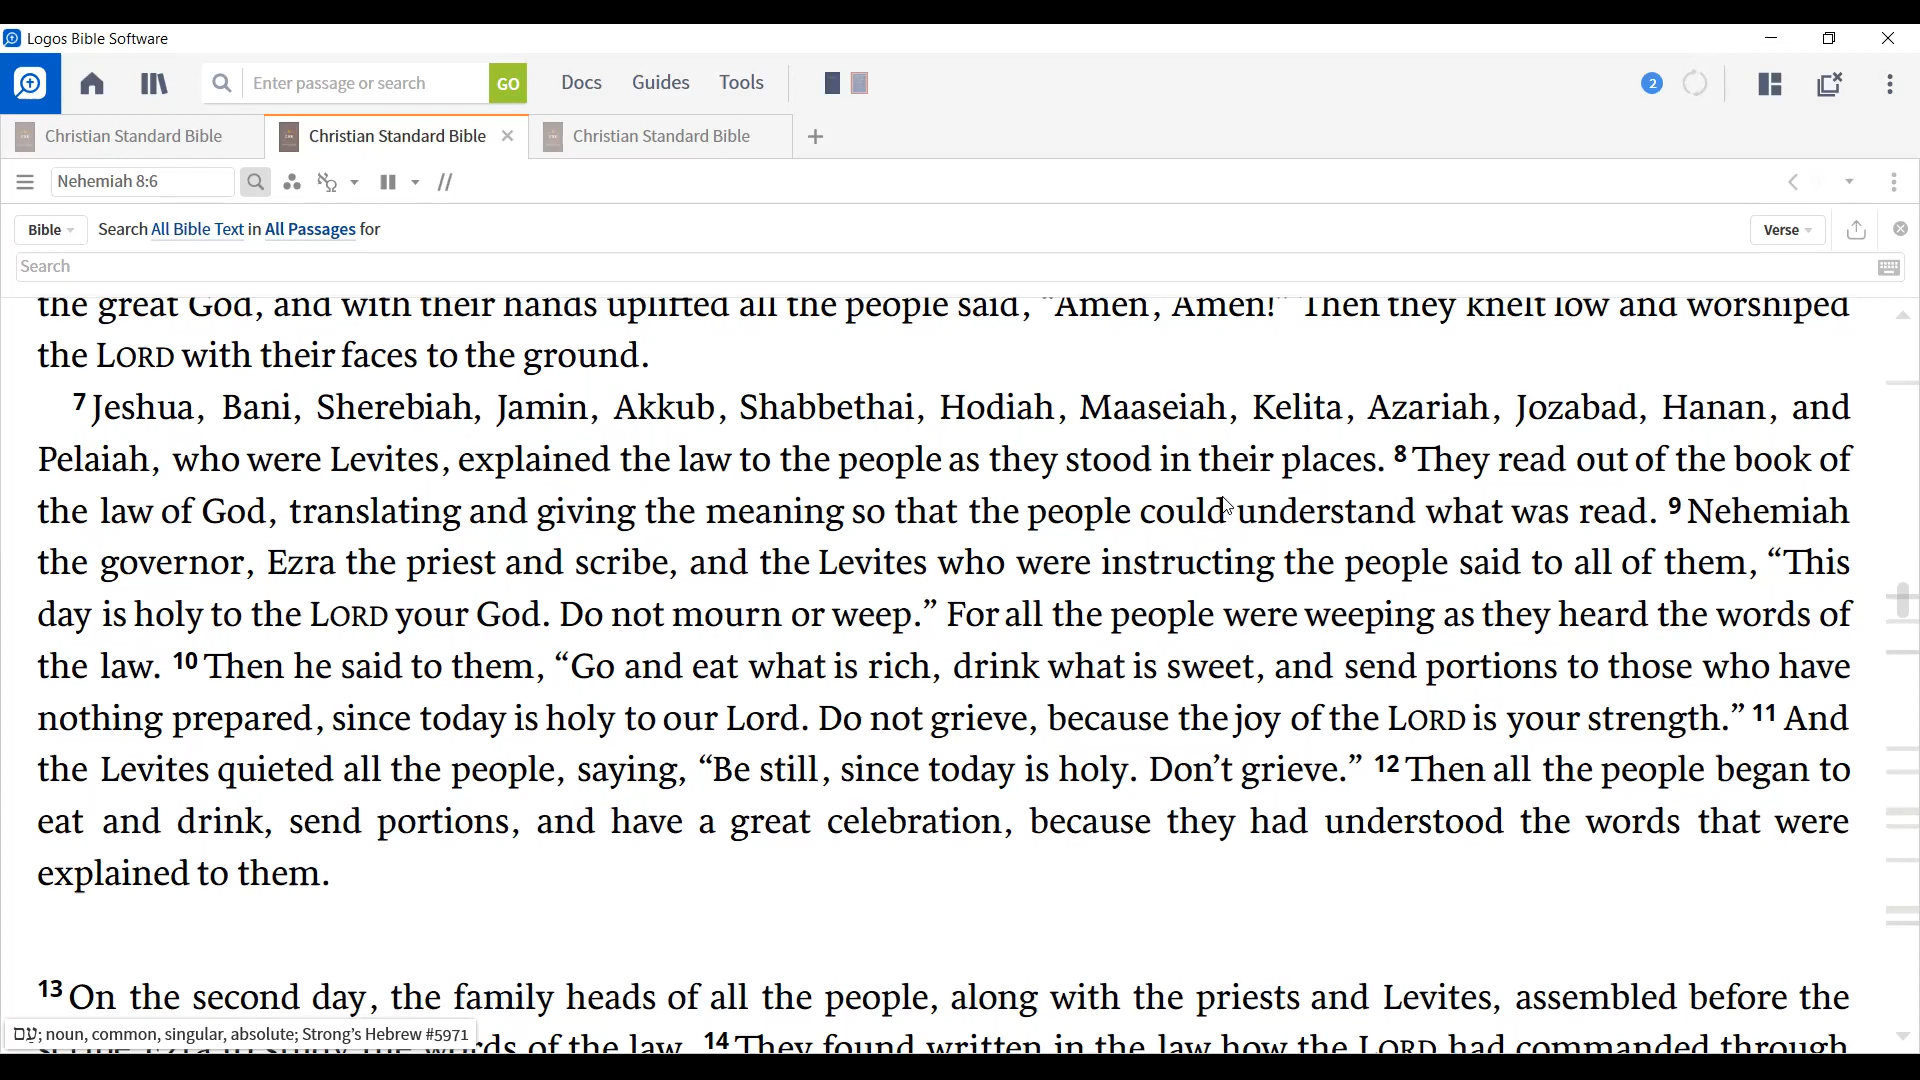 Logos Bible Software
Enter passage or search
GO
Docs
Guides
Tools
2
Christian Standard Bible
Christian Standard Bible
Christian Standard Bible
Nehemiah 8:6
Bible
Search All Bible Text in All Passages for
Verse
Search
the great God, and with their hands uplifted all the people said, “Amen, Amen!” Then they knelt low and worshiped
the LORD with their faces to the ground.
7 Jeshua, Bani, Sherebiah, Jamin, Akkub, Shabbethai, Hodiah, Maaseiah, Kelita, Azariah, Jozabad, Hanan, and
Pelaiah, who were Levites, explained the law to the people as they stood in their places. 8 They read out of the book of
the law of God, translating and giving the meaning so that the people could understand what was read. 9 Nehemiah
the governor, Ezra the priest and scribe, and the Levites who were instructing the people said to all of them, “This
day is holy to the LORD your God. Do not mourn or weep.” For all the people were weeping as they heard the words of
the law. 10 Then he said to them, “Go and eat what is rich, drink what is sweet, and send portions to those who have
nothing prepared, since today is holy to our Lord. Do not grieve, because the joy of the LORD is your strength.” 11 And
the Levites quieted all the people, saying, “Be still, since today is holy. Don’t grieve.” 12 Then all the people began to
eat and drink, send portions, and have a great celebration, because they had understood the words that were
explained to them.
13 On the second day, the family heads of all the people, along with the priests and Levites, assembled before the
עַם; noun, common, singular, absolute; Strong’s Hebrew #5971
words of the law. 14 They found written in the law how the LORD had commanded through